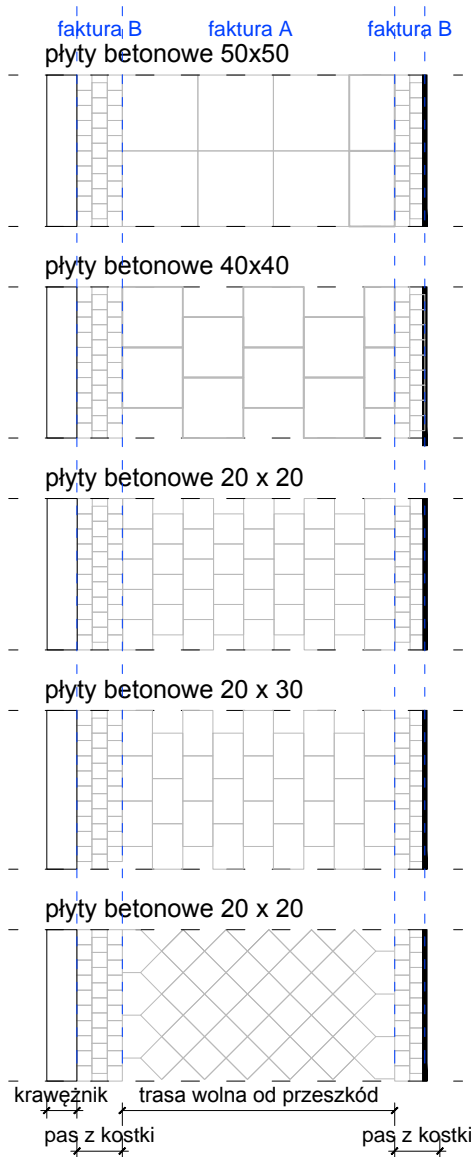 faktura B faktura A faktura B
płyty betonowe 50x50
płyty betonowe 40x40
płyty betonowe 20 x 20
płyty betonowe 20 x 30
płyty betonowe 20 x 20
krawężnik trasa wolna od przeszkód
pas z kostki pas z kostki